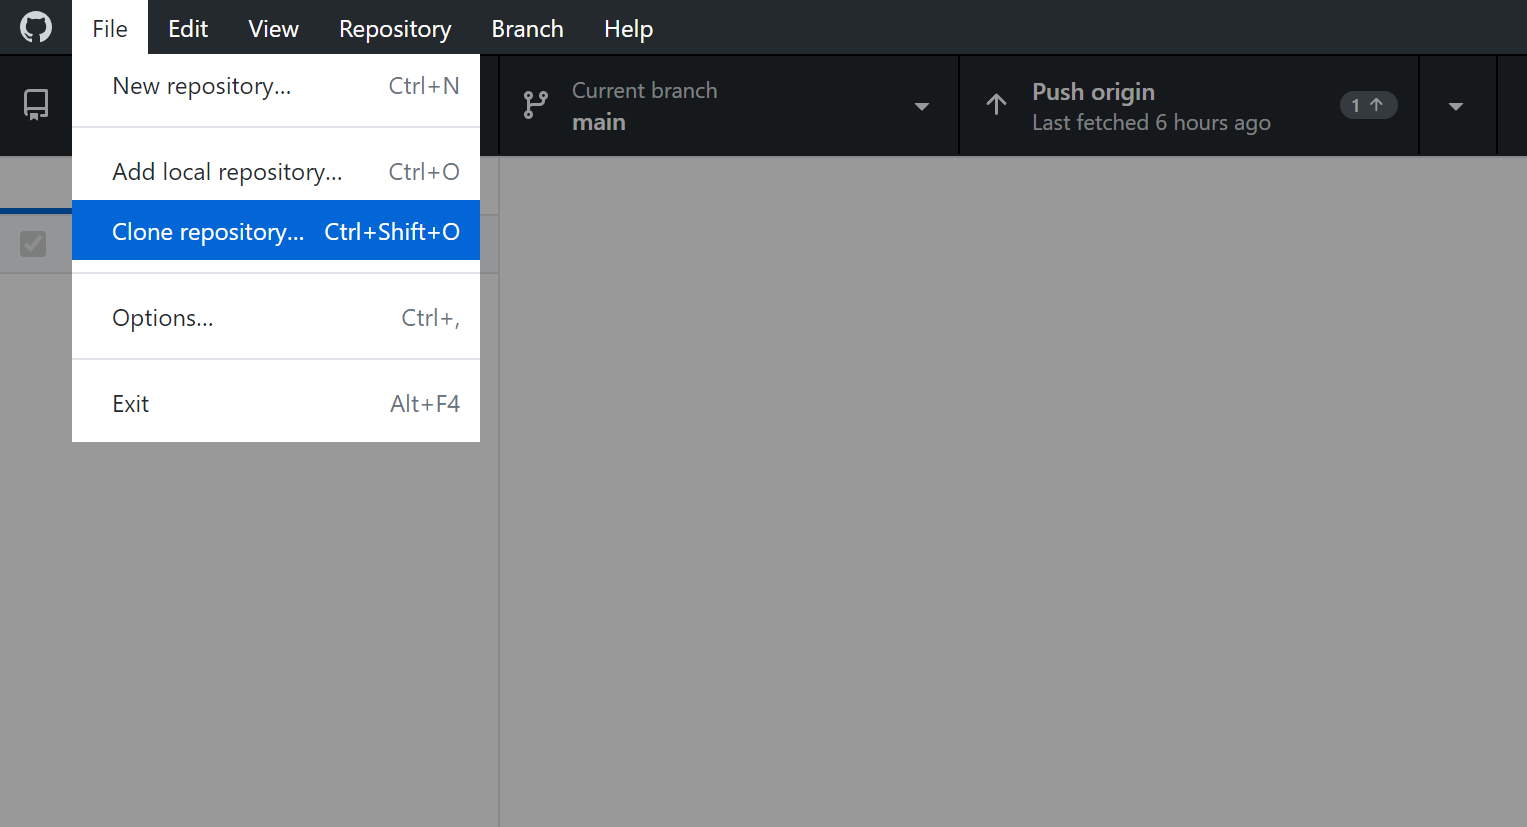 File Edit View Repository Branch Help
New repository... Ctrl+N
Add local repository... Ctrl+O
Clone repository... Ctrl+Shift+O
Options... Ctrl+,
Exit Alt+F4
Current branch
main
Push origin
Last fetched 6 hours ago
1